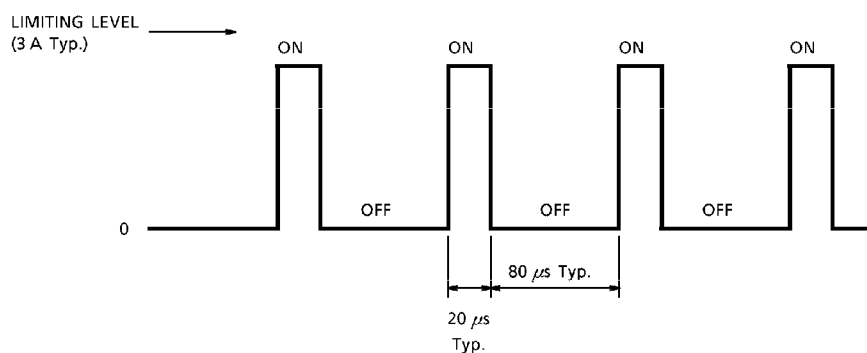 LIMITING LEVEL
(3 A Typ.)
ON
ON
ON
ON
OFF
OFF
OFF
0
80 μs Typ.
20 μs
Typ.